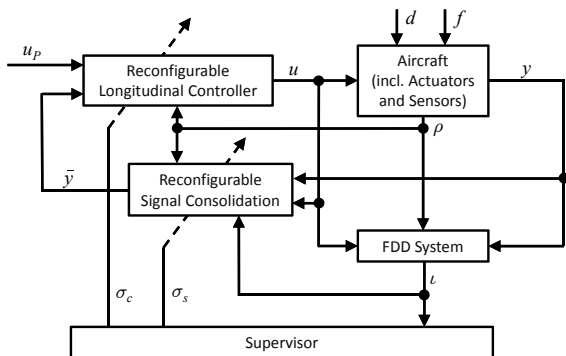 d
f
u_P
Reconfigurable
Longitudinal Controller
u
Aircraft
(incl. Actuators
and Sensors)
y
ρ
ȳ
Reconfigurable
Signal Consolidation
FDD System
ι
σ_c
σ_s
Supervisor